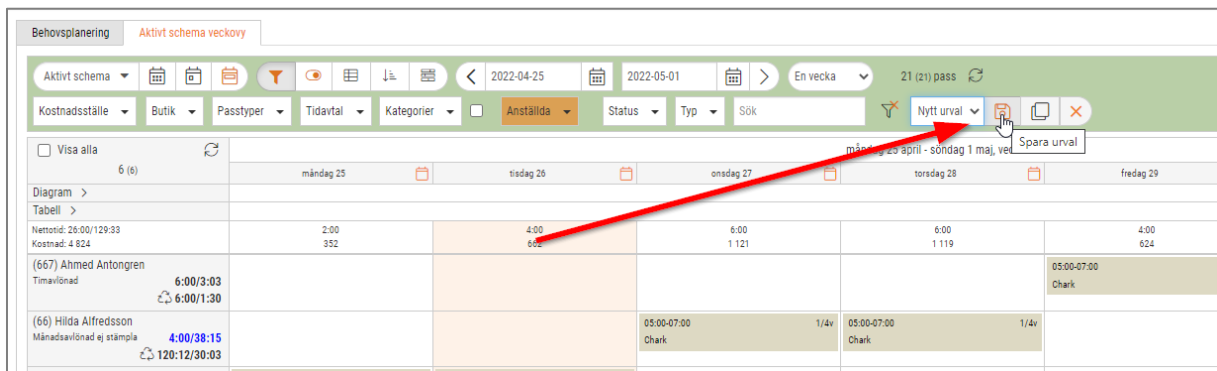 Behovsplanering Aktivt schema veckovy
Aktivt schema 2022-04-25 2022-05-01 En vecka 21 (21) pass
Kostnadsställe Butik Passtyper Tidavtal Kategorier Anställda Status Typ Sök Nytt urval
Spara urval
Visa alla måndag 25 april - söndag 1 maj,
6 (6) måndag 25 tisdag 26 onsdag 27 torsdag 28 fredag 29
Diagram >
Tabell >
Nettotid: 26:00/129:33 2:00 4:00 6:00 6:00 4:00
Kostnad: 4 824 352 662 1 121 1 119 624
(667) Ahmed Antongren 05:00-07:00
Timavlönad 6:00/3:03 Chark
6:00/1:30
(66) Hilda Alfredsson 05:00-07:00 1/4v 05:00-07:00 1/4v
Månadsavlönad ej stämpla 4:00/38:15 Chark Chark
120:12/30:03